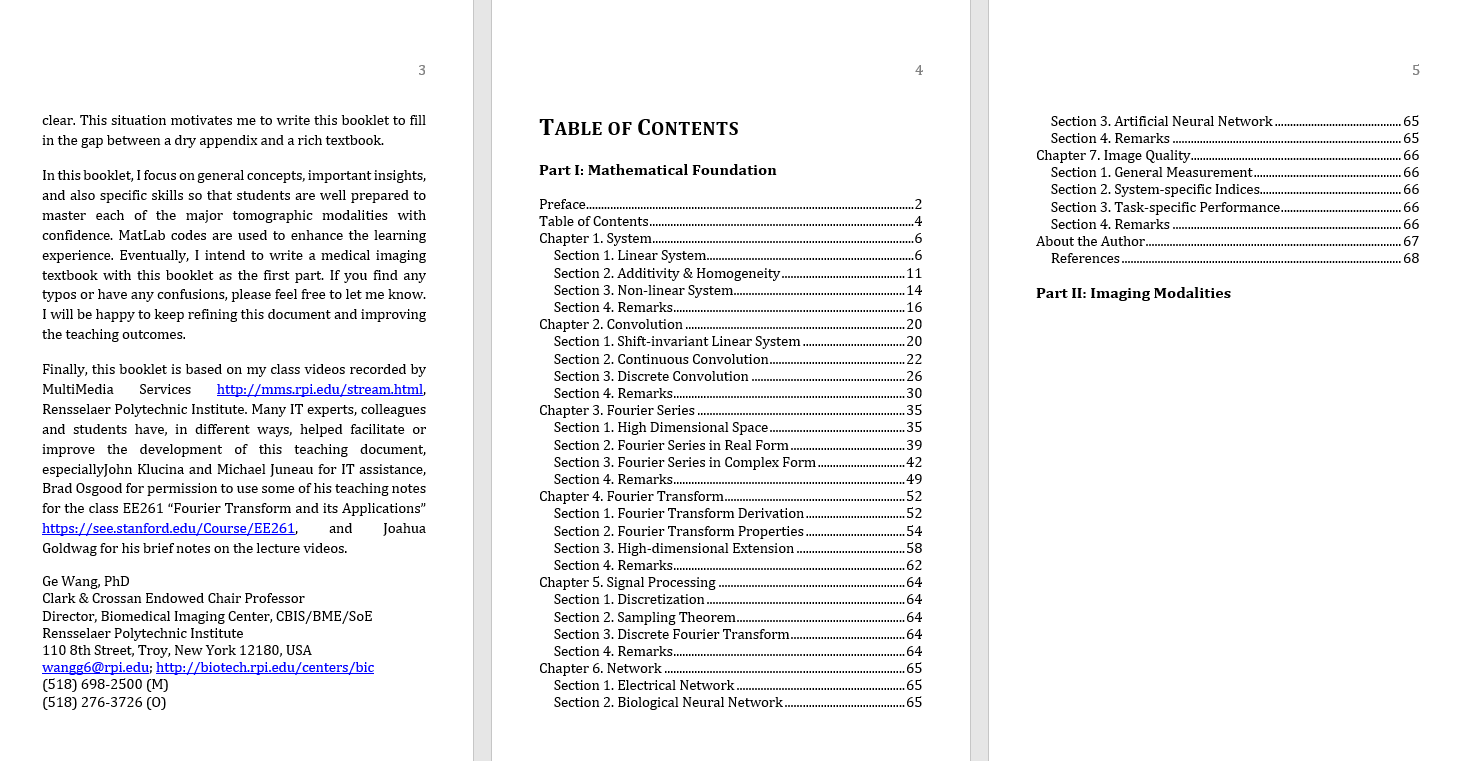 3
clear. This situation motivates me to write this booklet to fill
in the gap between a dry appendix and a rich textbook.
In this booklet, I focus on general concepts, important insights,
and also specific skills so that students are well prepared to
master each of the major tomographic modalities with
confidence. MatLab codes are used to enhance the learning
experience. Eventually, I intend to write a medical imaging
textbook with this booklet as the first part. If you find any
typos or have any confusions, please feel free to let me know.
I will be happy to keep refining this document and improving
the teaching outcomes.
Finally, this booklet is based on my class videos recorded by
MultiMedia Services http://mms.rpi.edu/stream.html,
Rensselaer Polytechnic Institute. Many IT experts, colleagues
and students have, in different ways, helped facilitate or
improve the development of this teaching document,
especiallyJohn Klucina and Michael Juneau for IT assistance,
Brad Osgood for permission to use some of his teaching notes
for the class EE261 “Fourier Transform and its Applications”
https://see.stanford.edu/Course/EE261, and Joahua
Goldwag for his brief notes on the lecture videos.
Ge Wang, PhD
Clark & Crossan Endowed Chair Professor
Director, Biomedical Imaging Center, CBIS/BME/SoE
Rensselaer Polytechnic Institute
110 8th Street, Troy, New York 12180, USA
wangg6@rpi.edu; http://biotech.rpi.edu/centers/bic
(518) 698-2500 (M)
(518) 276-3726 (O)
4
TABLE OF CONTENTS
Part I: Mathematical Foundation
Preface 2
Table of Contents 4
Chapter 1. System 6
Section 1. Linear System 6
Section 2. Additivity & Homogeneity 11
Section 3. Non-linear System 14
Section 4. Remarks 16
Chapter 2. Convolution 20
Section 1. Shift-invariant Linear System 20
Section 2. Continuous Convolution 22
Section 3. Discrete Convolution 26
Section 4. Remarks 30
Chapter 3. Fourier Series 35
Section 1. High Dimensional Space 35
Section 2. Fourier Series in Real Form 39
Section 3. Fourier Series in Complex Form 42
Section 4. Remarks 49
Chapter 4. Fourier Transform 52
Section 1. Fourier Transform Derivation 52
Section 2. Fourier Transform Properties 54
Section 3. High-dimensional Extension 58
Section 4. Remarks 62
Chapter 5. Signal Processing 64
Section 1. Discretization 64
Section 2. Sampling Theorem 64
Section 3. Discrete Fourier Transform 64
Section 4. Remarks 64
Chapter 6. Network 65
Section 1. Electrical Network 65
Section 2. Biological Neural Network 65
5
Section 3. Artificial Neural Network 65
Section 4. Remarks 65
Chapter 7. Image Quality 66
Section 1. General Measurement 66
Section 2. System-specific Indices 66
Section 3. Task-specific Performance 66
Section 4. Remarks 66
About the Author 67
References 68
Part II: Imaging Modalities